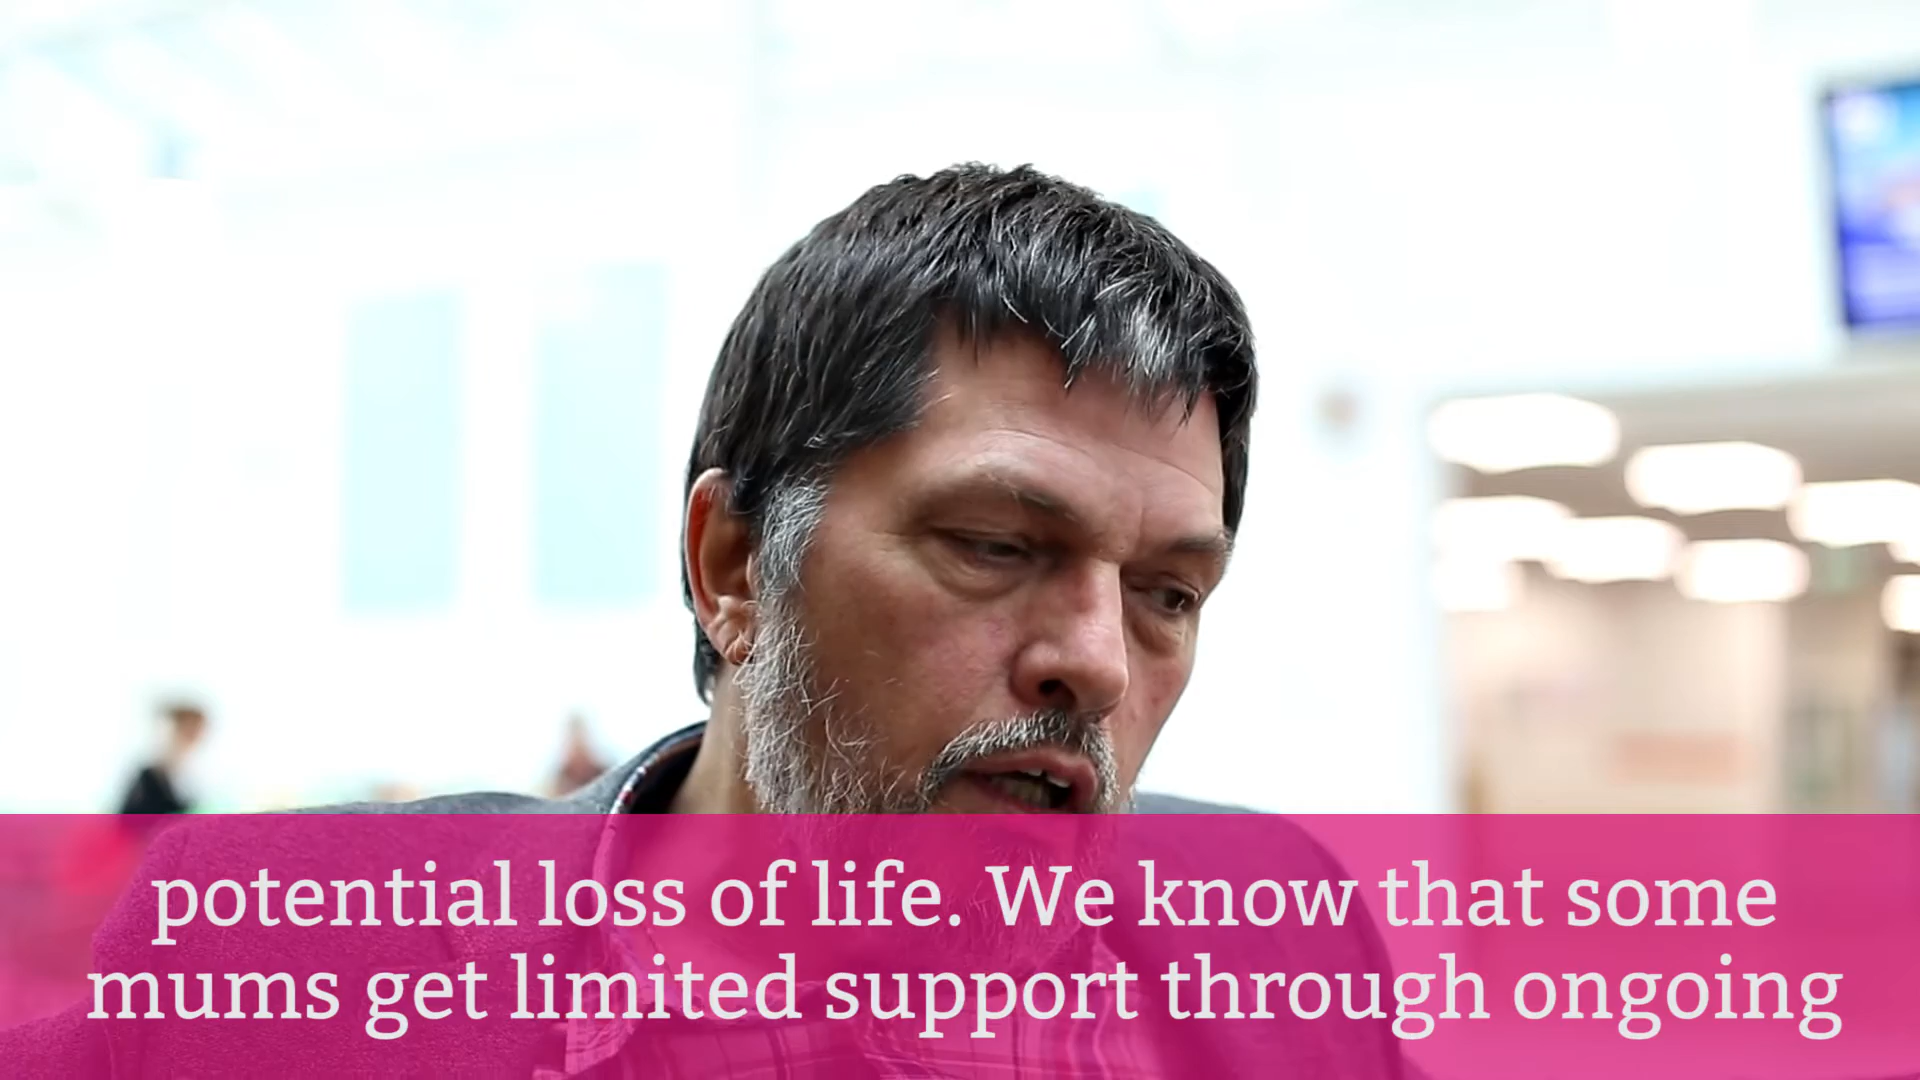 potential loss of life. We know that some
mums get limited support through ongoing